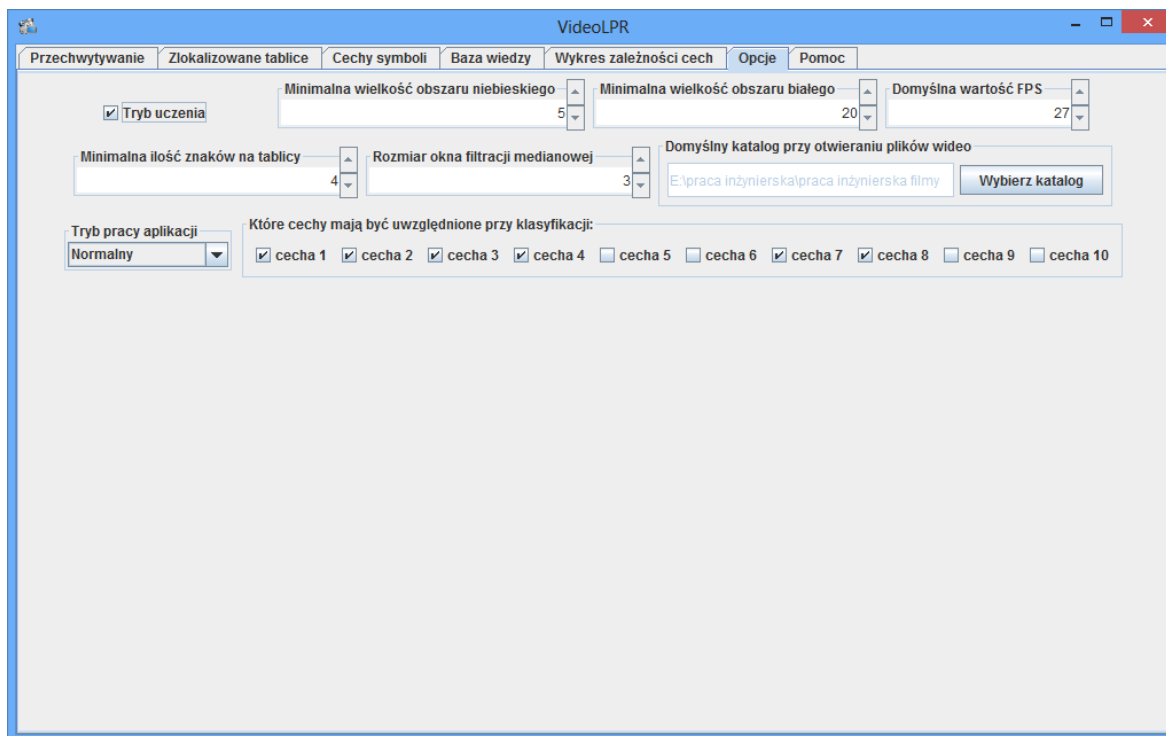 VideoLPR
Przechwytywanie Zlokalizowane tablice Cechy symboli Baza wiedzy Wykres zależności cech Opcje Pomoc
Tryb uczenia
Minimalna wielkość obszaru niebieskiego
5
Minimalna wielkość obszaru białego
20
Domyślna wartość FPS
27
Minimalna ilość znaków na tablicy
4
Rozmiar okna filtracji medianowej
3
Domyślny katalog przy otwieraniu plików wideo
E:\praca inżynierska\praca inżynierska filmy
Wybierz katalog
Tryb pracy aplikacji
Normalny
Które cechy mają być uwzględnione przy klasyfikacji:
cecha 1 cecha 2 cecha 3 cecha 4 cecha 5 cecha 6 cecha 7 cecha 8 cecha 9 cecha 10